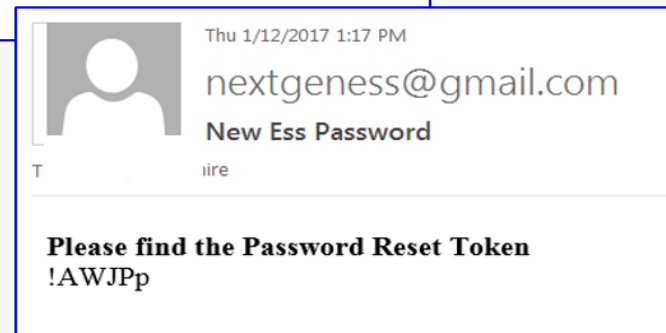 Thu 1/12/2017 1:17 PM
nextgeness@gmail.com
New Ess Password
Please find the Password Reset Token
!AWJPp